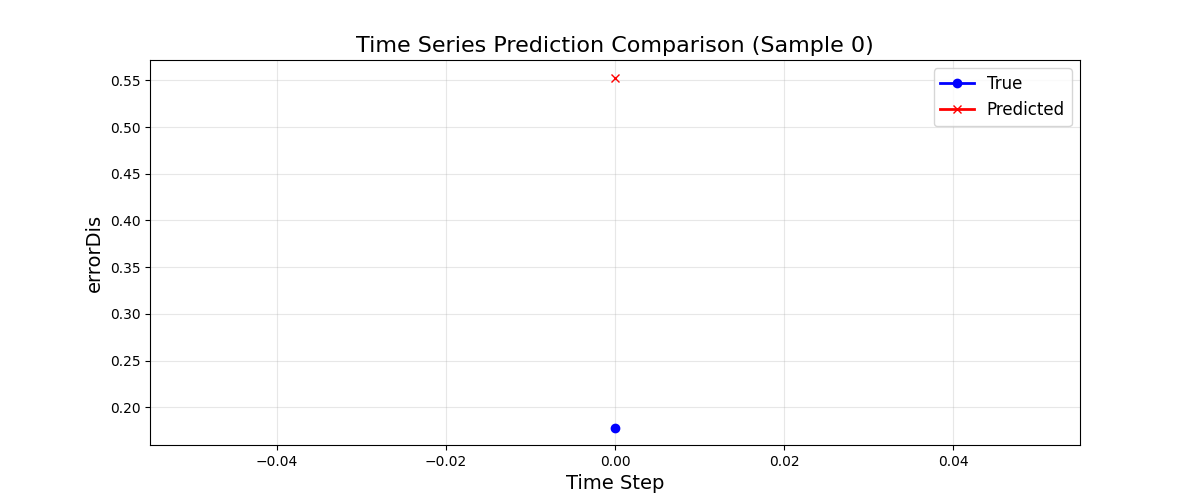 Time Series Prediction Comparison (Sample 0)
True
Predicted
errorDis
0.55
0.50
0.45
0.40
0.35
0.30
0.25
0.20
−0.04
−0.02
0.00
0.02
0.04
Time Step